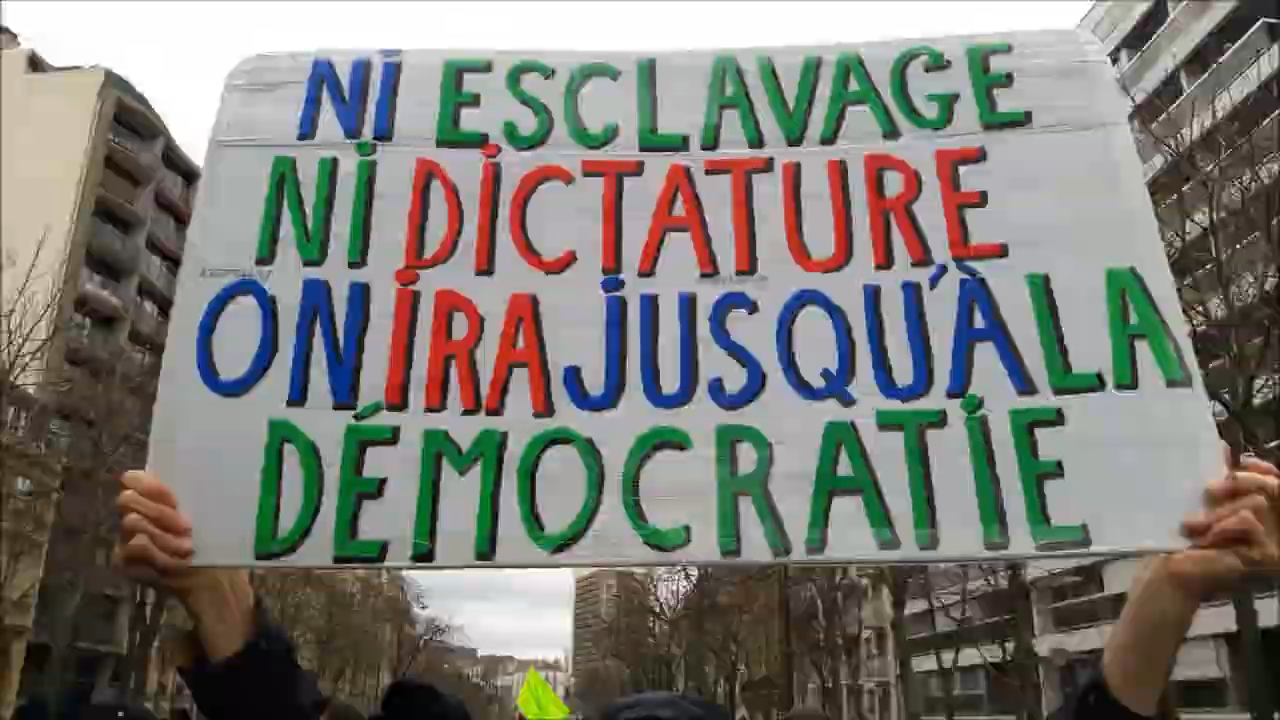 NI ESCLAVAGE
NI DICTATURE
ON IRA JUSQU'À LA
DÉMOCRATIE